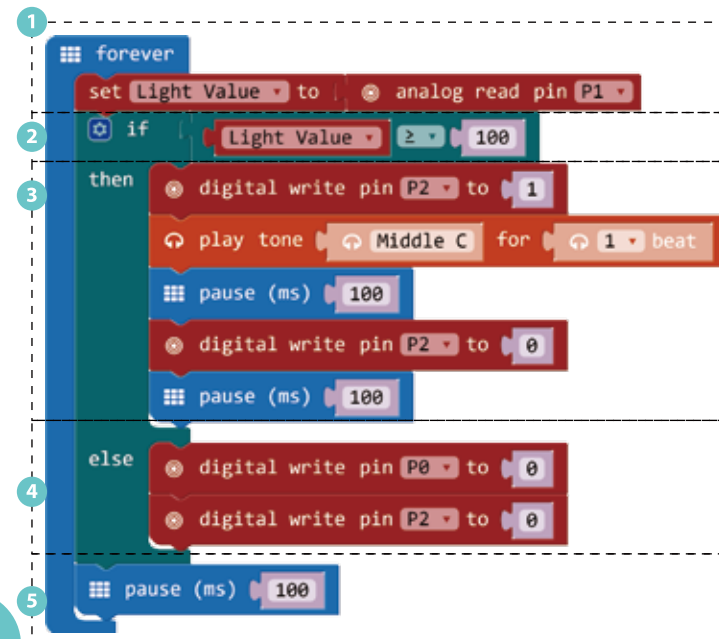 1
forever
set Light Value to analog read pin P1
2
if Light Value ≥ 100
3
then digital write pin P2 to 1
play tone Middle C for 1 beat
pause (ms) 100
digital write pin P2 to 0
pause (ms) 100
4
else digital write pin P0 to 0
digital write pin P2 to 0
5
pause (ms) 100